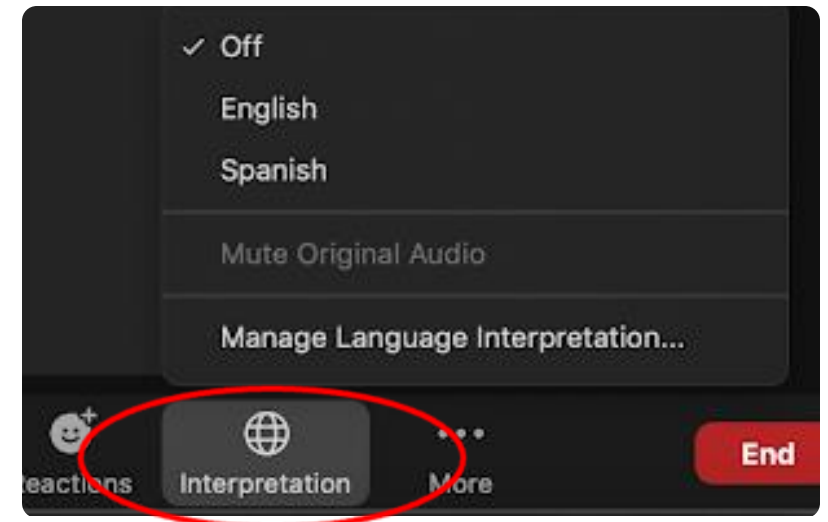 Off
English
Spanish
Mute Original Audio
Manage Language Interpretation...
eactions Interpretation More End